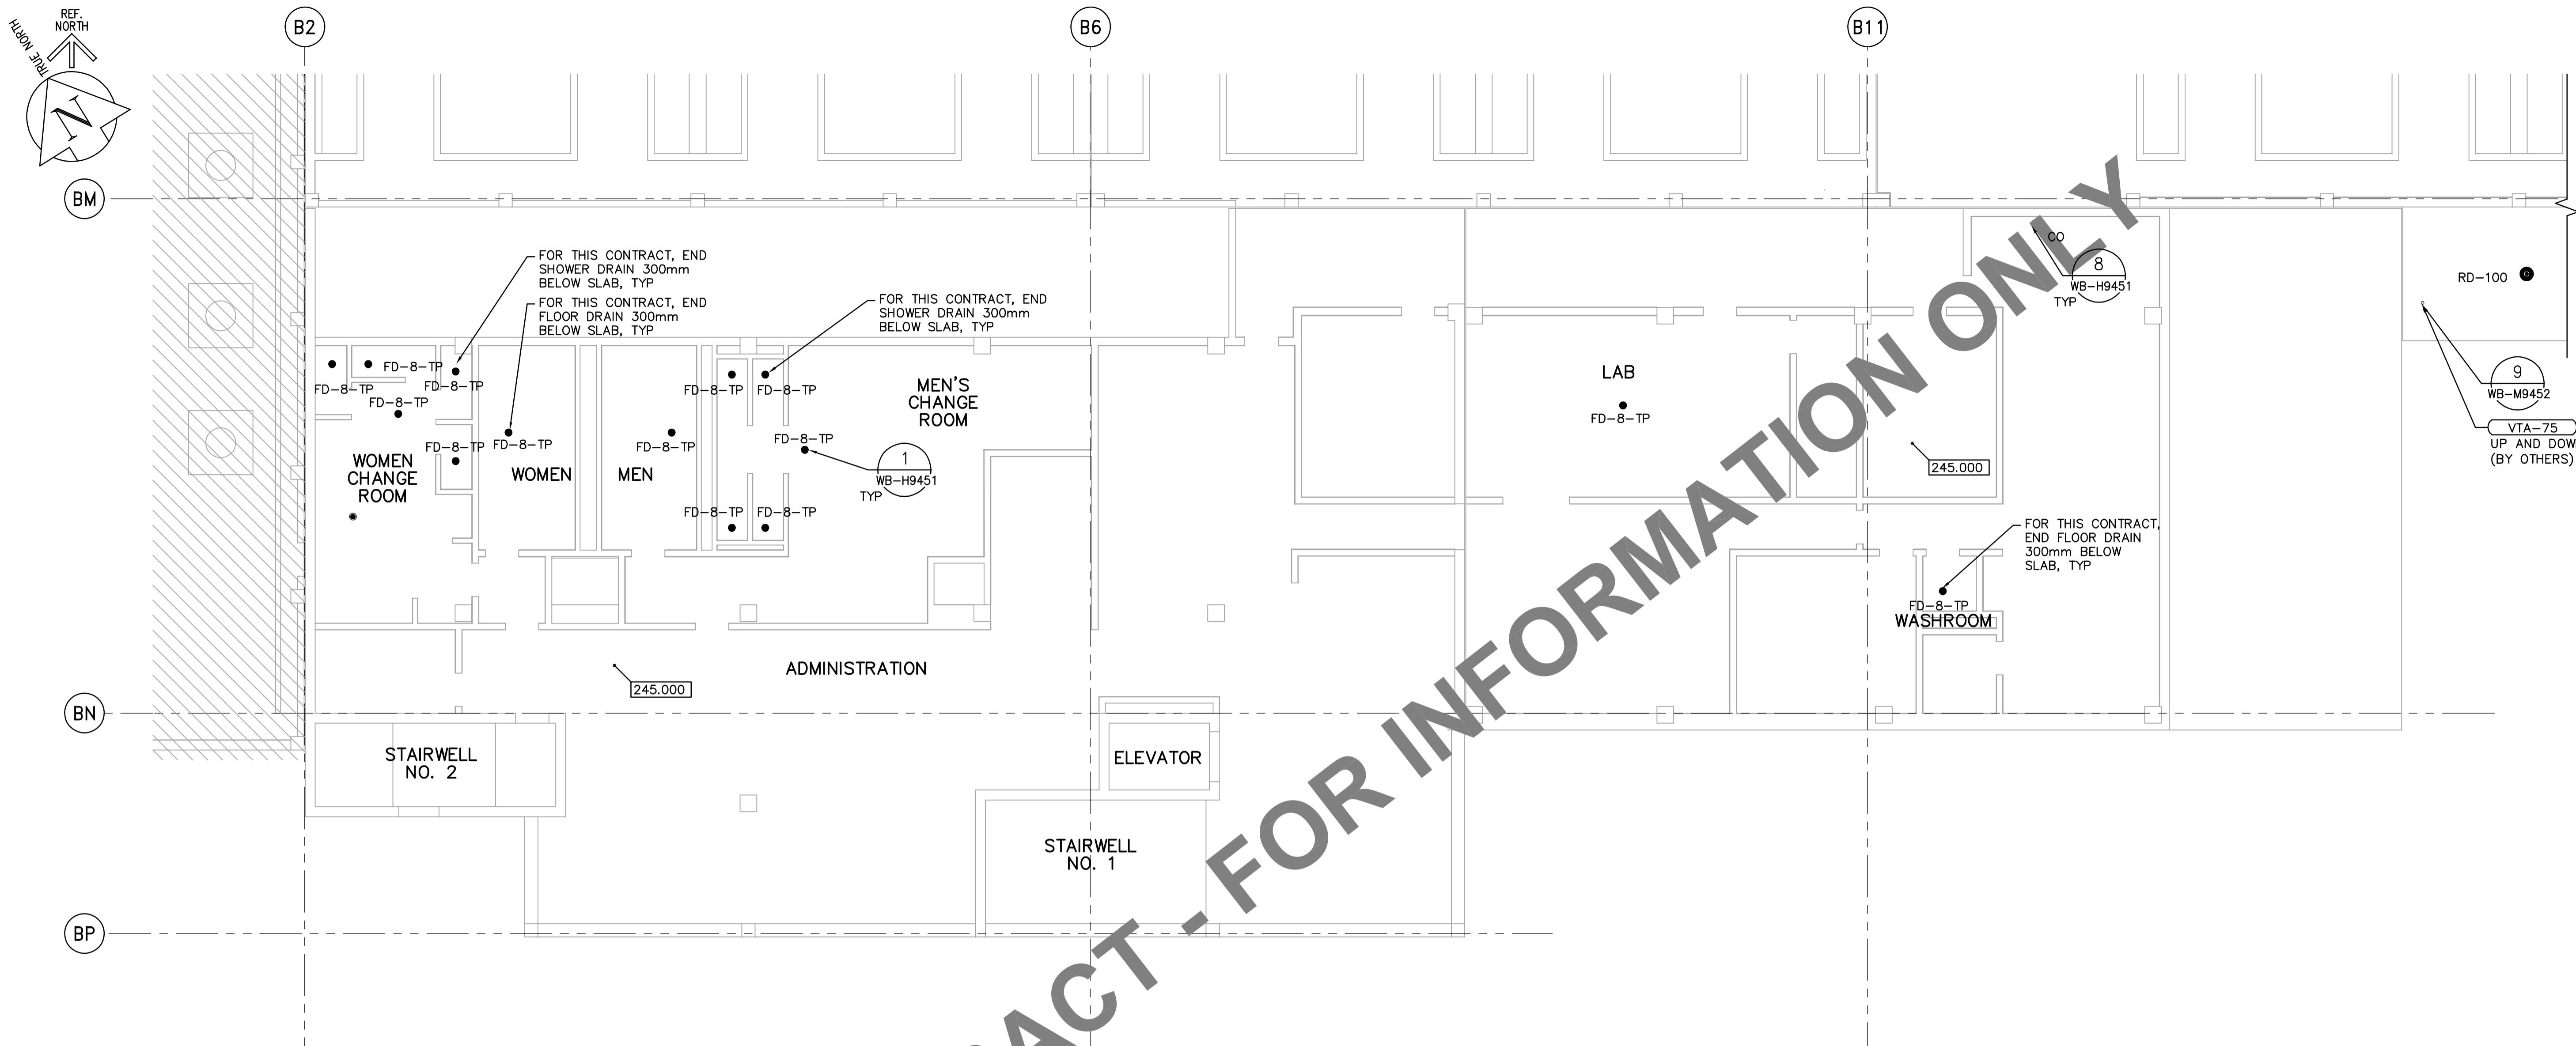 REF.
NORTH
TRUE NORTH
N
B2
B6
B11
BM
FOR THIS CONTRACT, END
SHOWER DRAIN 300mm
BELOW SLAB, TYP
FOR THIS CONTRACT, END
FLOOR DRAIN 300mm
BELOW SLAB, TYP
FOR THIS CONTRACT, END
SHOWER DRAIN 300mm
BELOW SLAB, TYP
CO
8
WB-H9451
TYP
RD-100
9
WB-M9452
VTA-75
UP AND DOW
(BY OTHERS)
FD-8-TP
FD-8-TP
FD-8-TP
FD-8-TP
FD-8-TP
FD-8-TP
WOMEN
CHANGE
ROOM
WOMEN
MEN
FD-8-TP
FD-8-TP
FD-8-TP
FD-8-TP
FD-8-TP
FD-8-TP
MEN'S
CHANGE
ROOM
1
WB-H9451
TYP
LAB
FD-8-TP
245.000
FOR THIS CONTRACT,
END FLOOR DRAIN
300mm BELOW
SLAB, TYP
FD-8-TP
WASHROOM
ADMINISTRATION
245.000
BN
STAIRWELL
NO. 2
ELEVATOR
STAIRWELL
NO. 1
BP
RACT - FOR INFORMATION ONLY